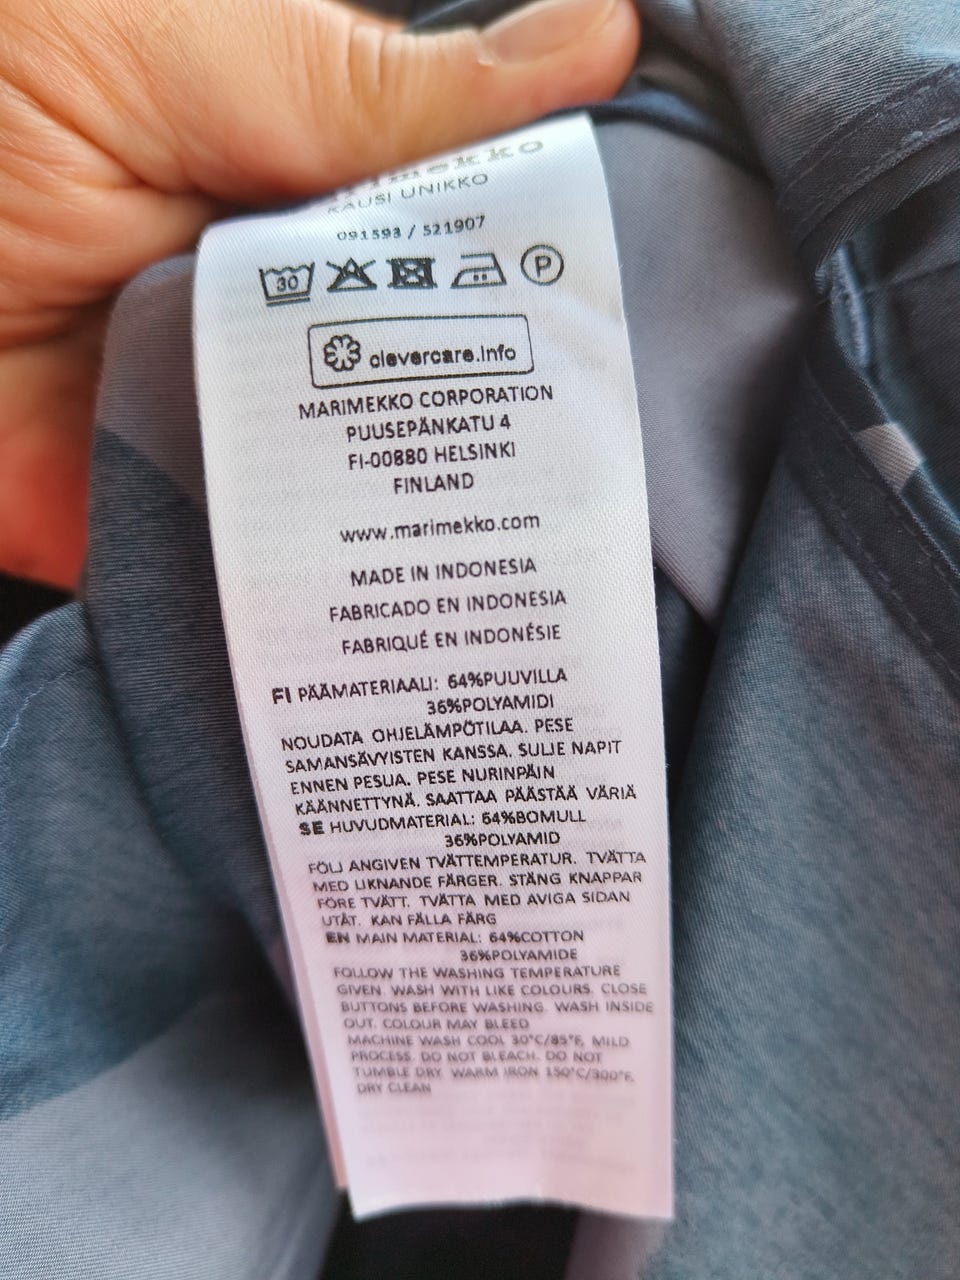 marimekko
KAUSI UNIKKO
091593 / 521907
30 P
clevercare.info
MARIMEKKO CORPORATION
PUUSEPÄNKATU 4
FI-00880 HELSINKI
FINLAND
www.marimekko.com
MADE IN INDONESIA
FABRICADO EN INDONESIA
FABRIQUÉ EN INDONÉSIE
FI PÄÄMATERIAALI: 64%PUUVILLA
36%POLYAMIDI
NOUDATA OHJELÄMPÖTILAA. PESE
SAMANSÄVYISTEN KANSSA. SULJE NAPIT
ENNEN PESUA. PESE NURINPÄIN
KÄÄNNETTYNÄ. SAATTAA PÄÄSTÄÄ VÄRIÄ
SE HUVUDMATERIAL: 64%BOMULL
36%POLYAMID
FÖLJ ANGIVEN TVÄTTEMPERATUR. TVÄTTA
MED LIKNANDE FÄRGER. STÄNG KNAPPAR
FÖRE TVÄTT. TVÄTTA MED AVIGA SIDAN
UTÅT. KAN FÄLLA FÄRG
EN MAIN MATERIAL: 64%COTTON
36%POLYAMIDE
FOLLOW THE WASHING TEMPERATURE
GIVEN. WASH WITH LIKE COLOURS. CLOSE
BUTTONS BEFORE WASHING. WASH INSIDE
OUT. COLOUR MAY BLEED
MACHINE WASH COOL 30°C/85°F, MILD
PROCESS. DO NOT BLEACH. DO NOT
TUMBLE DRY. WARM IRON 150°C/300°F.
DRY CLEAN